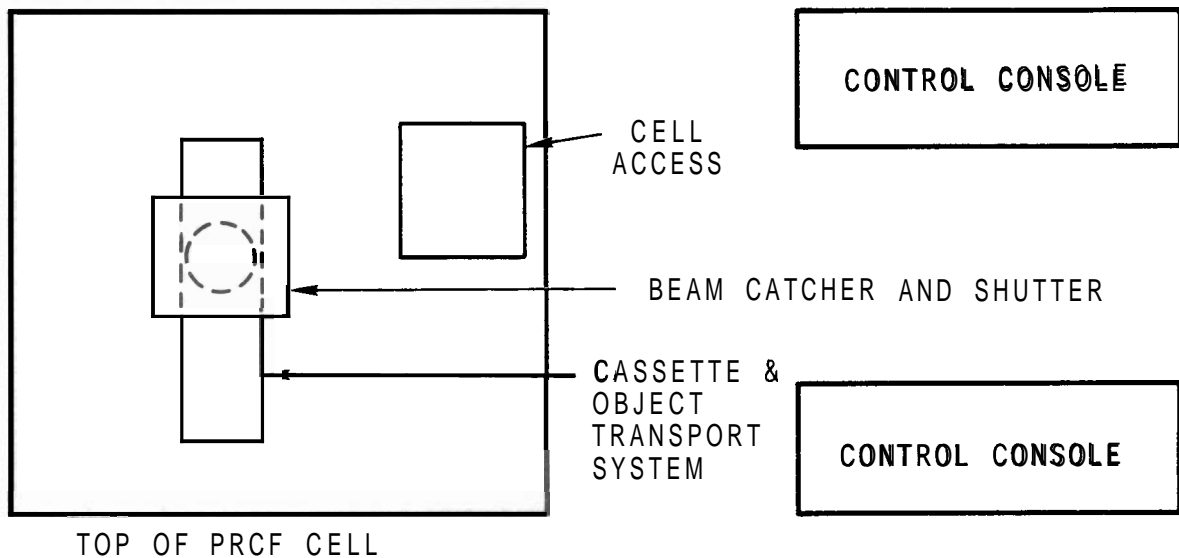 CONTROL CONSOLE
CELL
ACCESS
BEAM CATCHER AND SHUTTER
CASSETTE &
OBJECT
TRANSPORT
SYSTEM
CONTROL CONSOLE
TOP OF PRCF CELL